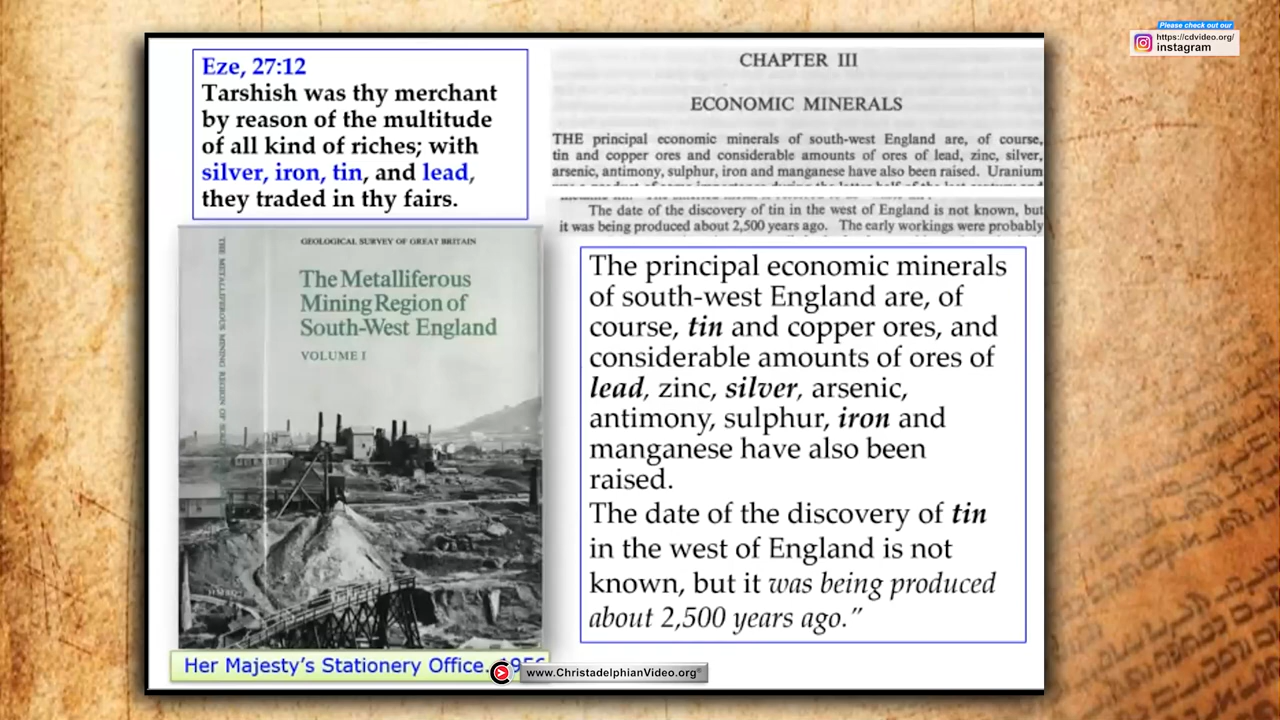 Eze, 27:12
Tarshish was thy merchant
by reason of the multitude
of all kind of riches; with
silver, iron, tin, and lead,
they traded in thy fairs.
THE METALLIFEROUS MINING REGION OF
GEOLOGICAL SURVEY OF GREAT BRITAIN
The Metalliferous
Mining Region of
South-West England
VOLUME I
Her Majesty's Stationery Office. 1956
CHAPTER III
ECONOMIC MINERALS
THE principal economic minerals of south-west England are, of course,
tin and copper ores and considerable amounts of ores of lead, zinc, silver,
arsenic, antimony, sulphur, iron and manganese have also been raised. Uranium
The date of the discovery of tin in the west of England is not known, but
it was being produced about 2,500 years ago. The early workings were probably
The principal economic minerals
of south-west England are, of
course, tin and copper ores, and
considerable amounts of ores of
lead, zinc, silver, arsenic,
antimony, sulphur, iron and
manganese have also been
raised.
The date of the discovery of tin
in the west of England is not
known, but it was being produced
about 2,500 years ago.”
www.ChristadelphianVideo.org
Please check out our
https://cdvideo.org/
instagram